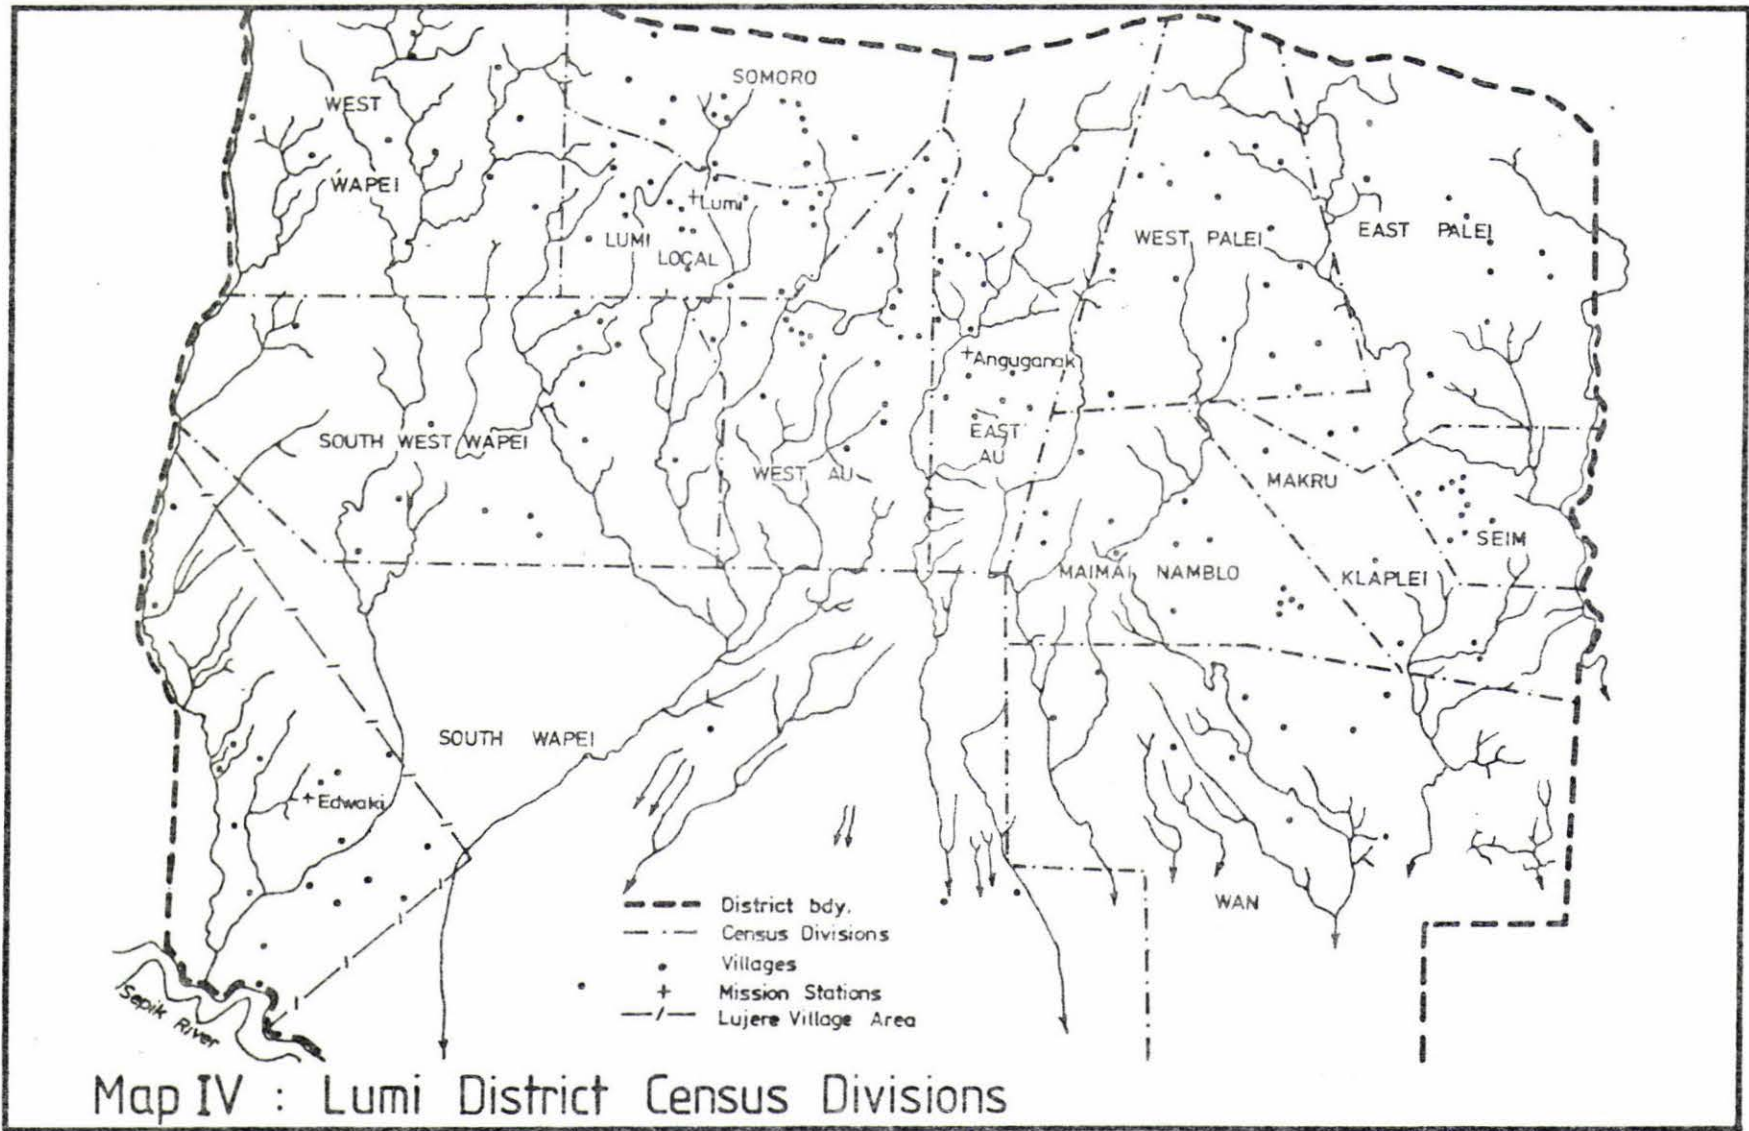 SOMORO
WEST
WAPEI
Lumi
LUMI
LOCAL
WEST PALEI
EAST PALEI
Anguganak
EAST
AU
SOUTH WEST WAPEI
WEST AU
MAKRU
SEIM
MAIMAI NAMBLO
KLAPLEI
SOUTH WAPEI
Edwaki
WAN
District bdy.
Census Divisions
Villages
Mission Stations
Lujere Village Area
Sepik River
Map IV : Lumi District Census Divisions